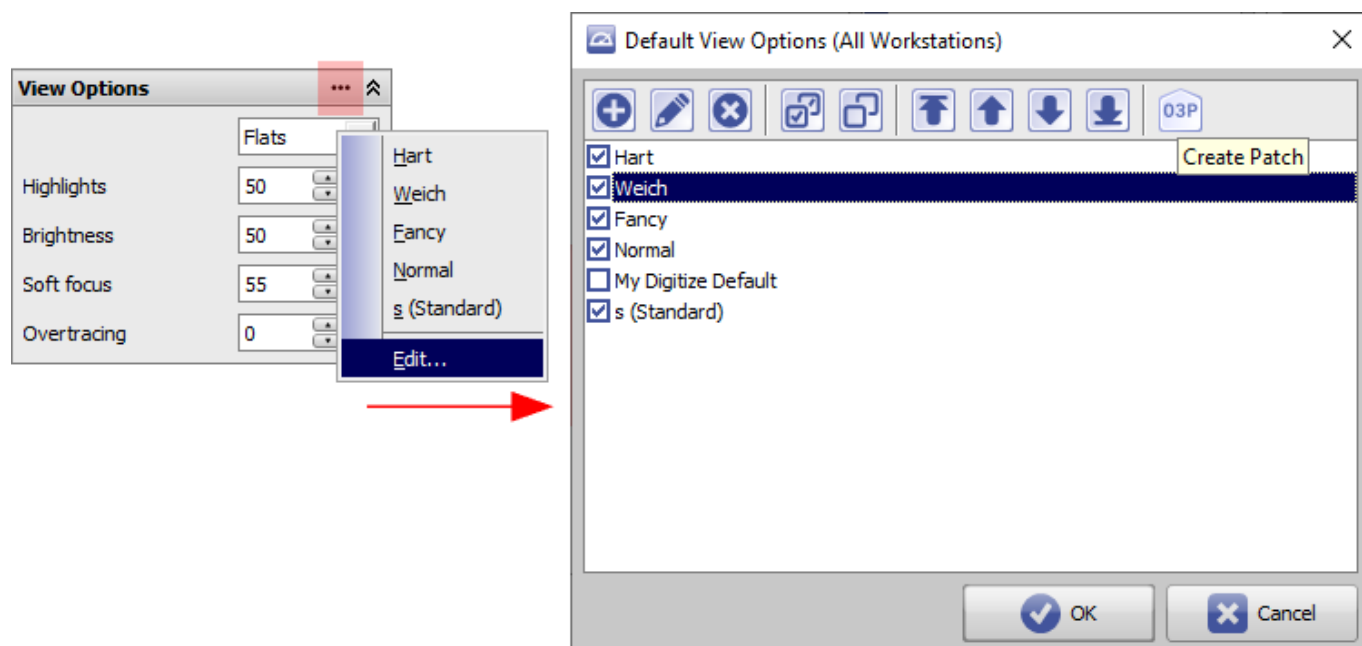 View Options
Flats
Highlights 50
Brightness 50
Soft focus 55
Overtracing 0
Hart
Weich
Fancy
Normal
s (Standard)
Edit...
Default View Options (All Workstations)
03P
Create Patch
Hart
Weich
Fancy
Normal
My Digitize Default
s (Standard)
OK
Cancel